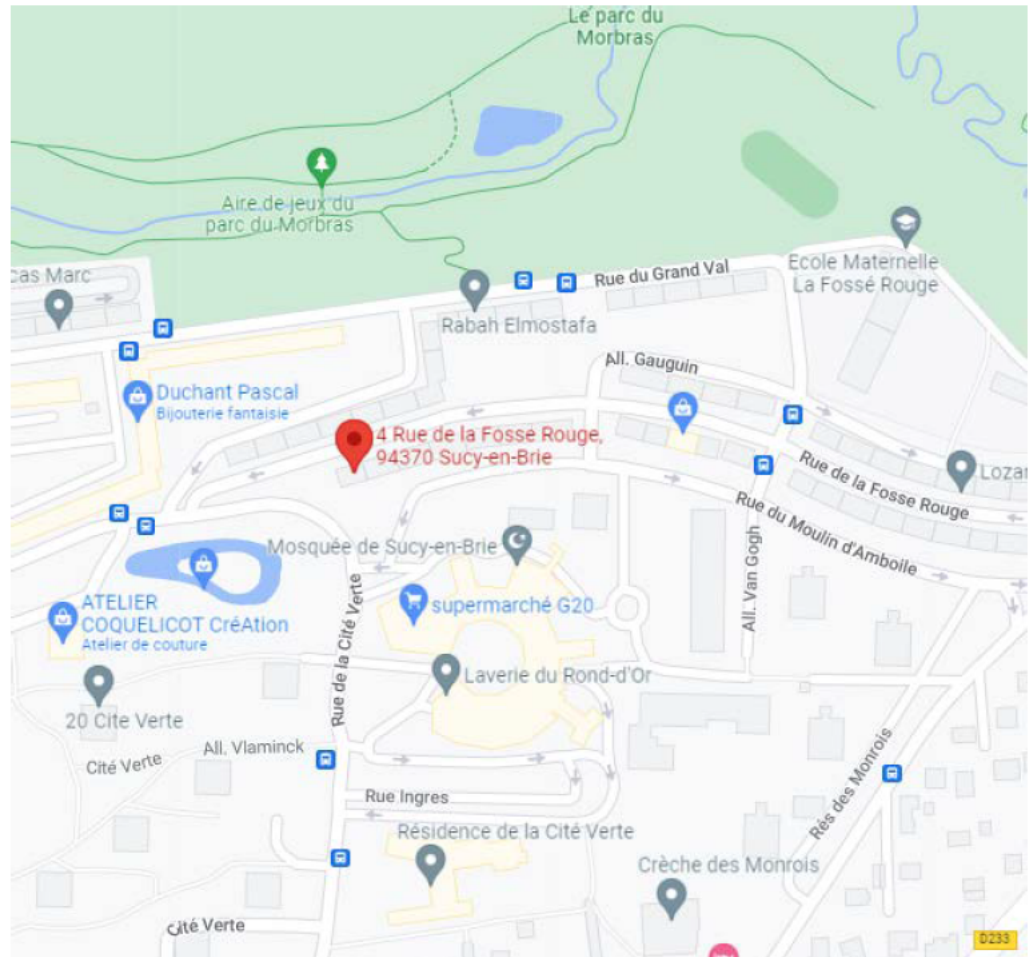 Le parc du
Morbras
Aire de jeux du
parc du Morbras
cas Marc
Rue du Grand Val
Ecole Maternelle
La Fossé Rouge
Rabah Elmostafa
All. Gauguin
Duchant Pascal
Bijouterie fantaisie
4 Rue de la Fosse Rouge,
94370 Sucy-en-Brie
Rue de la Fosse Rouge
Lozar
Rue du Moulin d'Amboile
Mosquée de Sucy-en-Brie
All. Van Gogh
ATELIER
COQUELICOT CréAtion
Atelier de couture
supermarché G20
Rue de la Cité Verte
Laverie du Rond-d'Or
20 Cite Verte
All. Vlaminck
Cité Verte
Rue Ingres
Rés des Monrois
Résidence de la Cité Verte
Crèche des Monrois
Cité Verte
D233